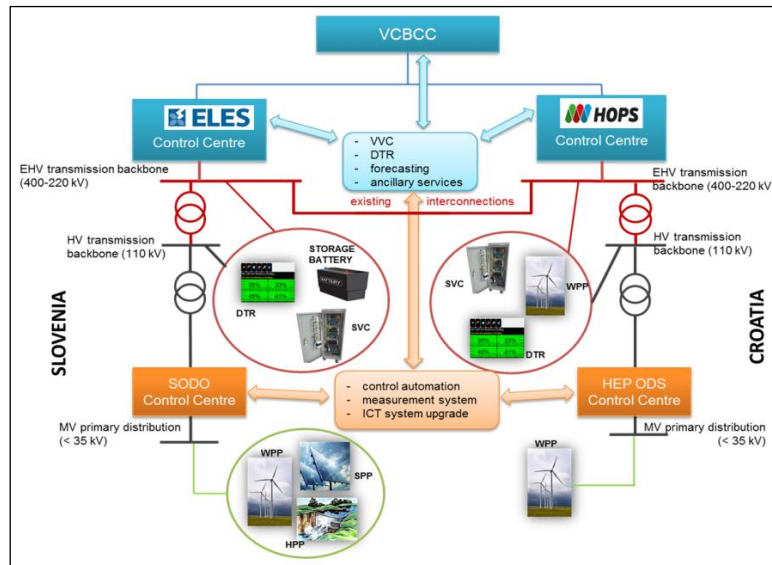 VCBCC
ELES
Control Centre
HOPS
Control Centre
- VVC
- DTR
- forecasting
- ancillary services
EHV transmission backbone
(400-220 kV)
EHV transmission
backbone (400-220 kV)
existing interconnections
HV transmission
backbone (110 kV)
HV transmission
backbone (110 kV)
STORAGE
BATTERY
BATTERY
DTR
SVC
SVC
WPP
DTR
SLOVENIA
CROATIA
SODO
Control Centre
- control automation
- measurement system
- ICT system upgrade
HEP ODS
Control Centre
MV primary distribution
(< 35 kV)
MV primary distribution
(< 35 kV)
WPP
SPP
HPP
WPP